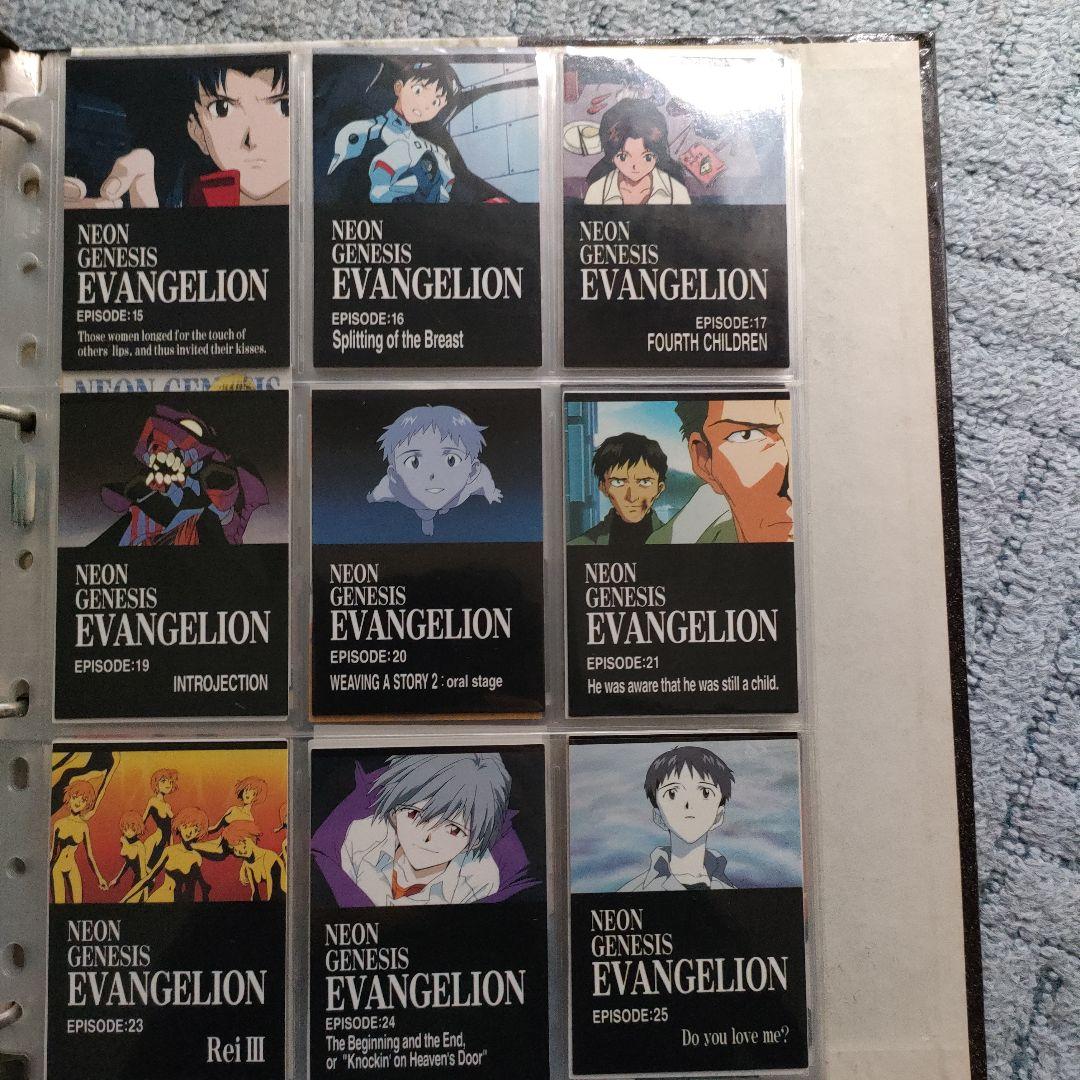 NEON
GENESIS
EVANGELION
EPISODE:15
Those women longed for the touch of
others' lips, and thus invited their kisses.
NEON
GENESIS
EVANGELION
EPISODE:16
Splitting of the Breast
NEON
GENESIS
EVANGELION
EPISODE:17
FOURTH CHILDREN
NEON GENESIS
NEON
GENESIS
EVANGELION
EPISODE:19
INTROJECTION
NEON
GENESIS
EVANGELION
EPISODE:20
WEAVING A STORY 2 : oral stage
NEON
GENESIS
EVANGELION
EPISODE:21
He was aware that he was still a child.
NEON
GENESIS
EVANGELION
EPISODE:23
Rei III
NEON
GENESIS
EVANGELION
EPISODE:24
The Beginning and the End,
or "Knockin' on Heaven's Door"
NEON
GENESIS
EVANGELION
EPISODE:25
Do you love me?